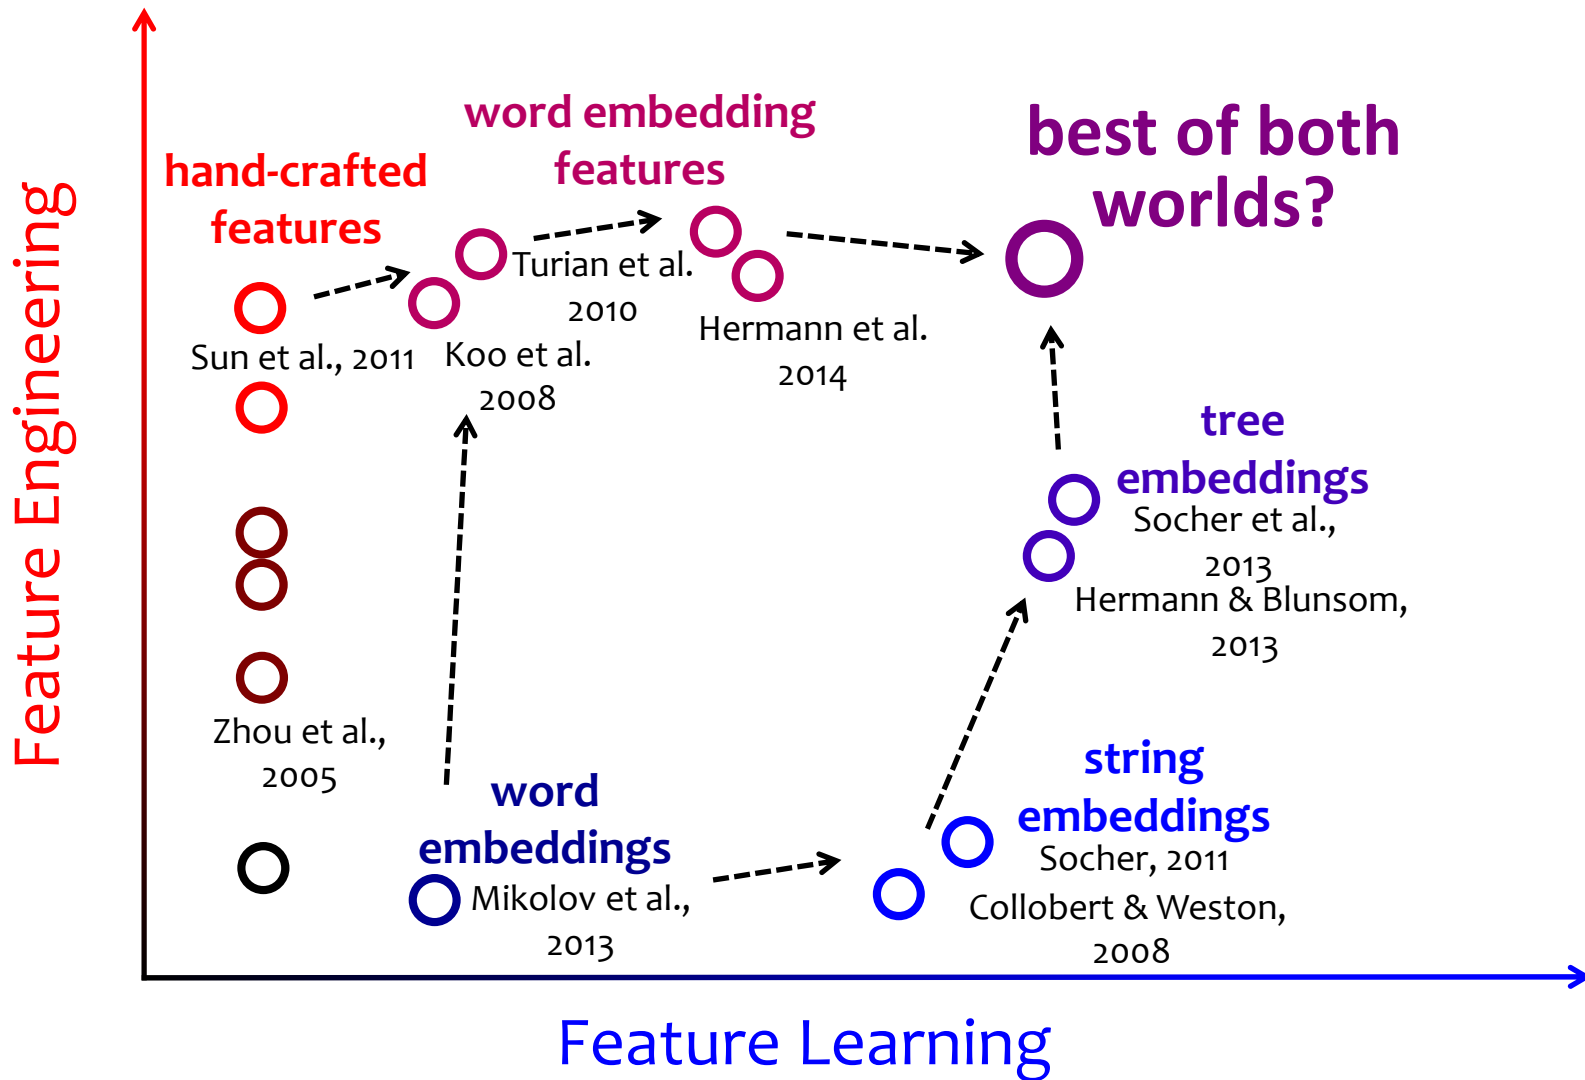 Feature Engineering
hand-crafted
features
word embedding
features
best of both
worlds?
Turian et al.
2010
Sun et al., 2011
Koo et al.
2008
Hermann et al.
2014
tree
embeddings
Socher et al.,
2013
Hermann & Blunsom,
2013
Zhou et al.,
2005
word
embeddings
Mikolov et al.,
2013
string
embeddings
Socher, 2011
Collobert & Weston,
2008
Feature Learning